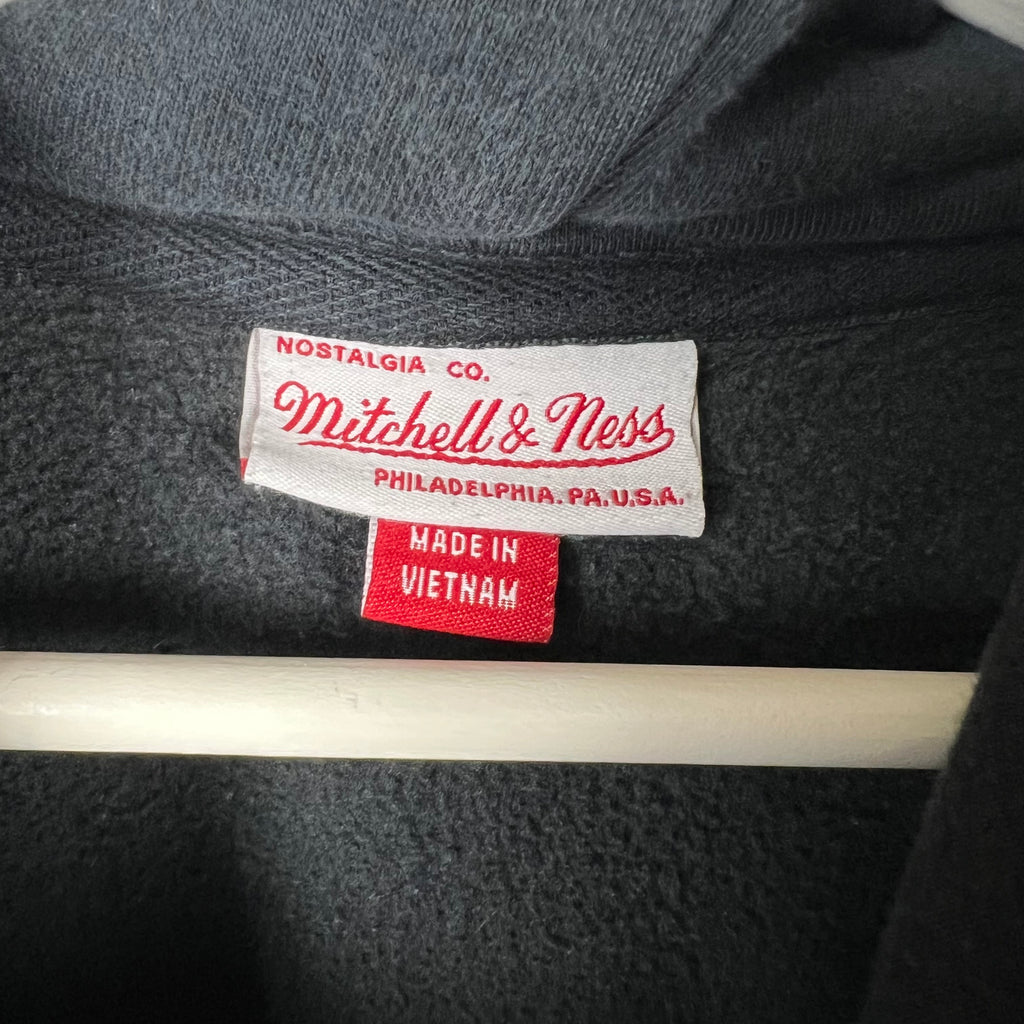 NOSTALGIA CO.
Mitchell & Ness
PHILADELPHIA. PA. U.S.A.
MADE IN
VIETNAM